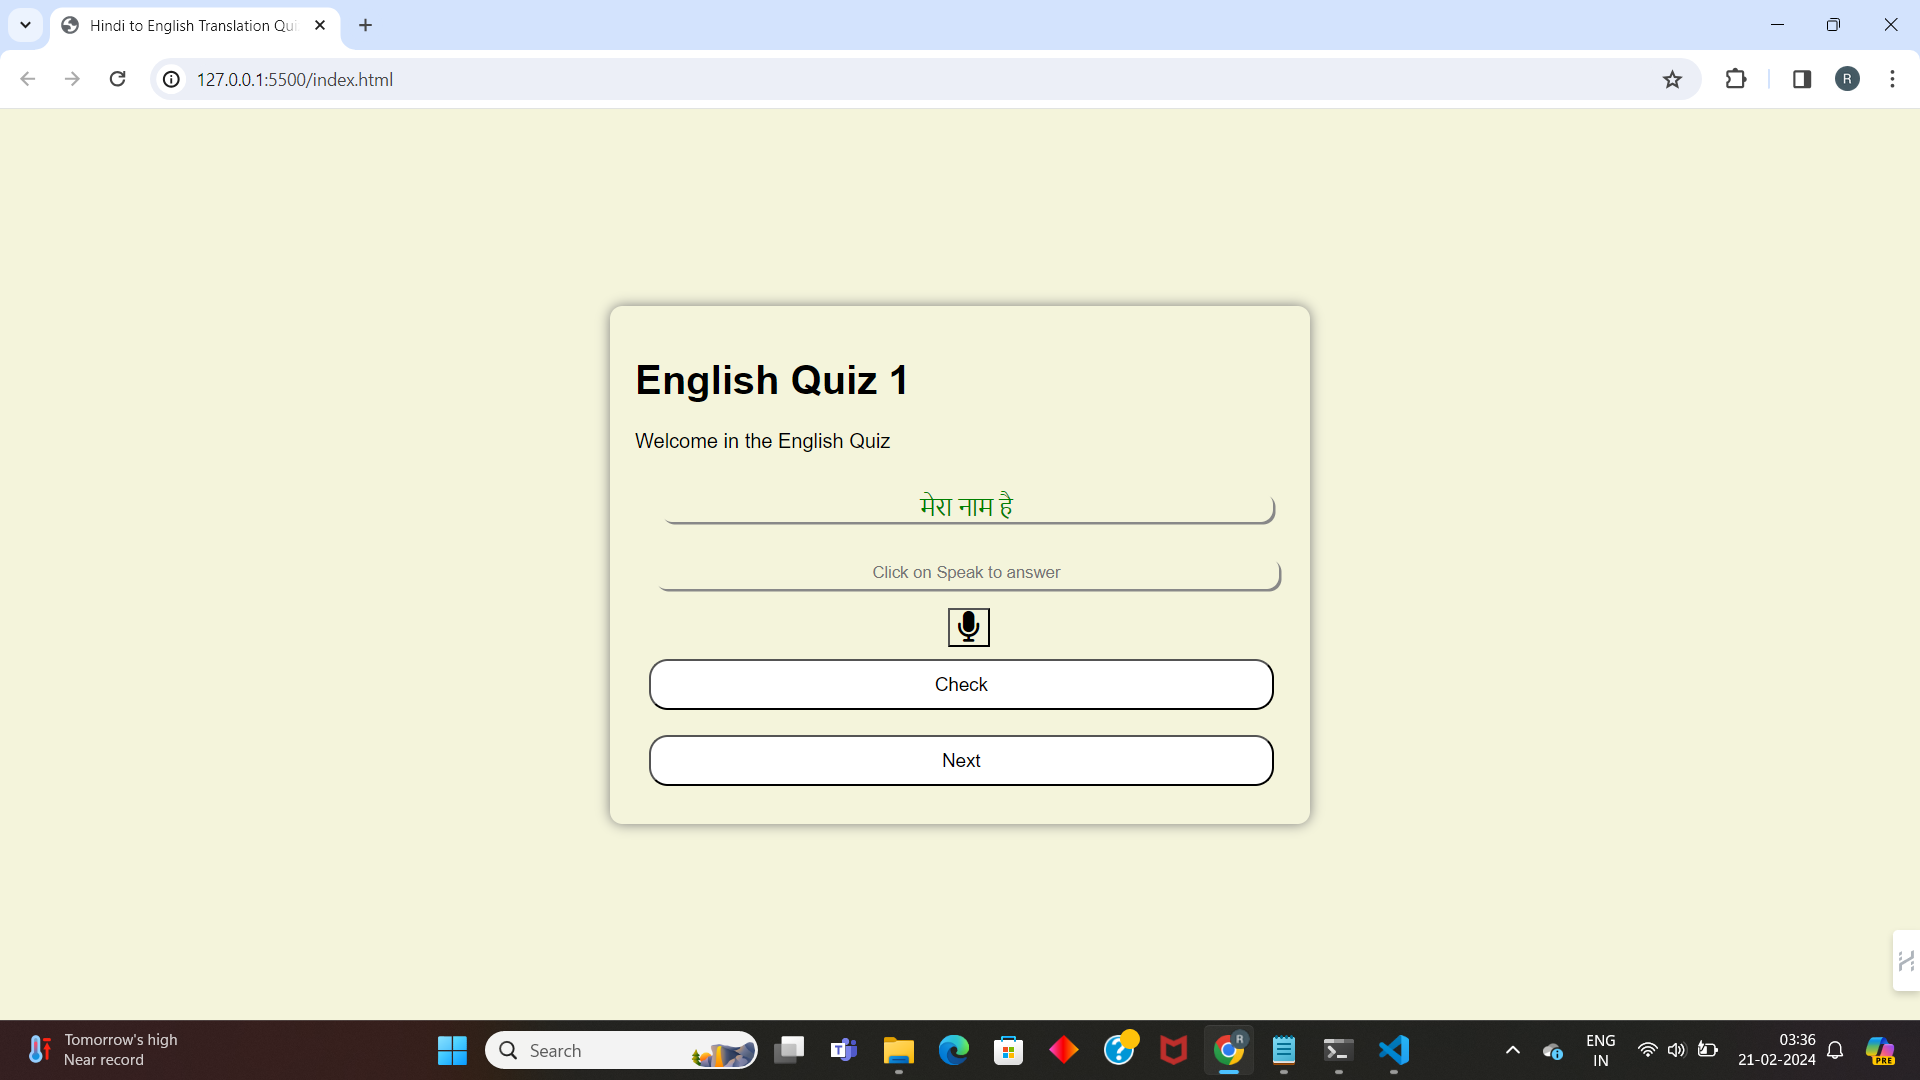 Hindi to English Translation Qui
127.0.0.1:5500/index.html
R
English Quiz 1
Welcome in the English Quiz
मेरा नाम है
Click on Speak to answer
Check
Next
Tomorrow's high
Near record
Search
R
ENG
IN
03:36
21-02-2024
PRE